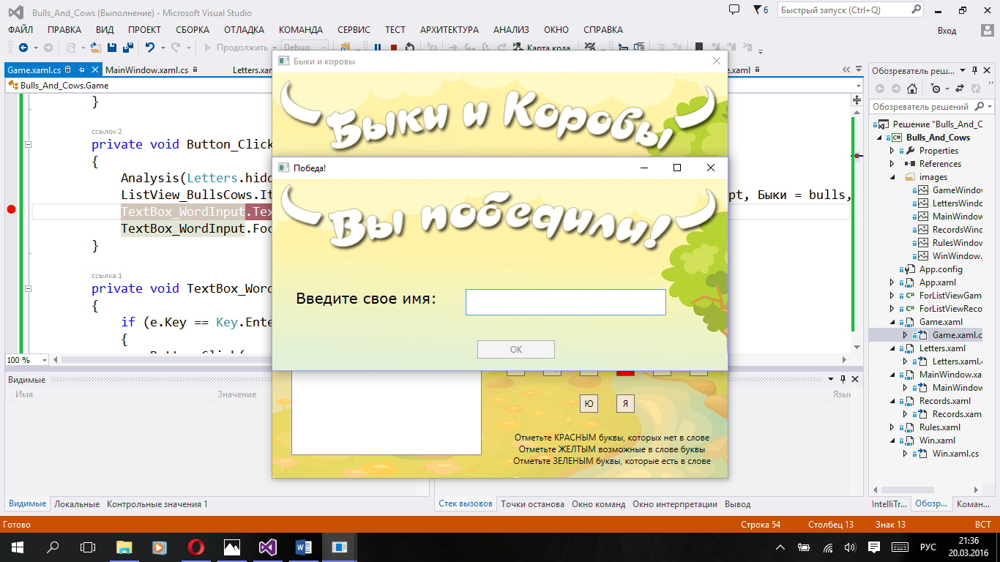 Bulls_And_Cows (Выполнение) - Microsoft Visual Studio
6
Быстрый запуск (Ctrl+Q)
ФАЙЛ ПРАВКА ВИД ПРОЕКТ СБОРКА ОТЛАДКА КОМАНДА СЕРВИС ТЕСТ АРХИТЕКТУРА АНАЛИЗ ОКНО СПРАВКА
Вход
Продолжить Debug Карта кода
Game.xaml.cs MainWindow.xaml.cs Letters.xam
e.xaml
Bulls_And_Cows.Game
}
ссылок 2
private void Button_Click
{
Analysis(Letters.hidd
ListView_BullsCows.It pt, Быки = bulls,
TextBox_WordInput.Tex
TextBox_WordInput.Foc
}
ссылка 1
private void TextBox_Word
{
if (e.Key == Key.Ente
{
100 %
Быки и коровы
Быки и Коровы
Победа!
Вы победили!
Введите свое имя:
OK
Ю Я
Отметьте КРАСНЫМ буквы, которых нет в слове
Отметьте ЖЕЛТЫМ возможные в слове буквы
Отметьте ЗЕЛЕНЫМ буквы, которые есть в слове
Видимые
Имя Значение
Язык
Видимые Локальные Контрольные значения 1
Стек вызовов Точки останова Окно команд Окно интерпретации Вывод
Обозреватель реш...
Обозреватель решений
Решение "Bulls_And_C
Bulls_And_Cows
Properties
References
images
GameWindow
LettersWindo
MainWindow
RecordsWind
RulesWindow
WinWindow.
App.config
App.xaml
ForListViewGam
ForListViewReco
Game.xaml
Game.xaml.c
Letters.xaml
Letters.xaml.c
MainWindow.xa
MainWindow
Records.xaml
Records.xam
Rules.xaml
Win.xaml
Win.xaml.cs
IntelliTr... Обозр... Коман...
Готово
Строка 54 Столбец 13 Знак 13 ВСТ
РУС
21:36
20.03.2016